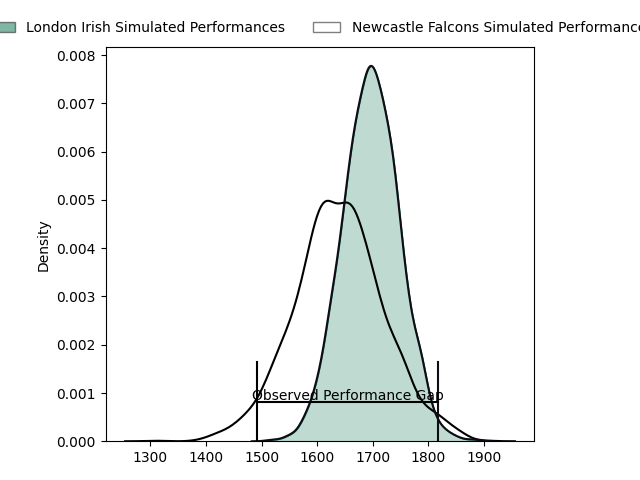 London Irish Simulated Performances
Newcastle Falcons Simulated
0.008
0.007
0.006
0.005
0.004
0.003
0.002
0.001
0.000
Density
Observed Performance Gap
1300 1400 1500 1600 1700 1800 1900